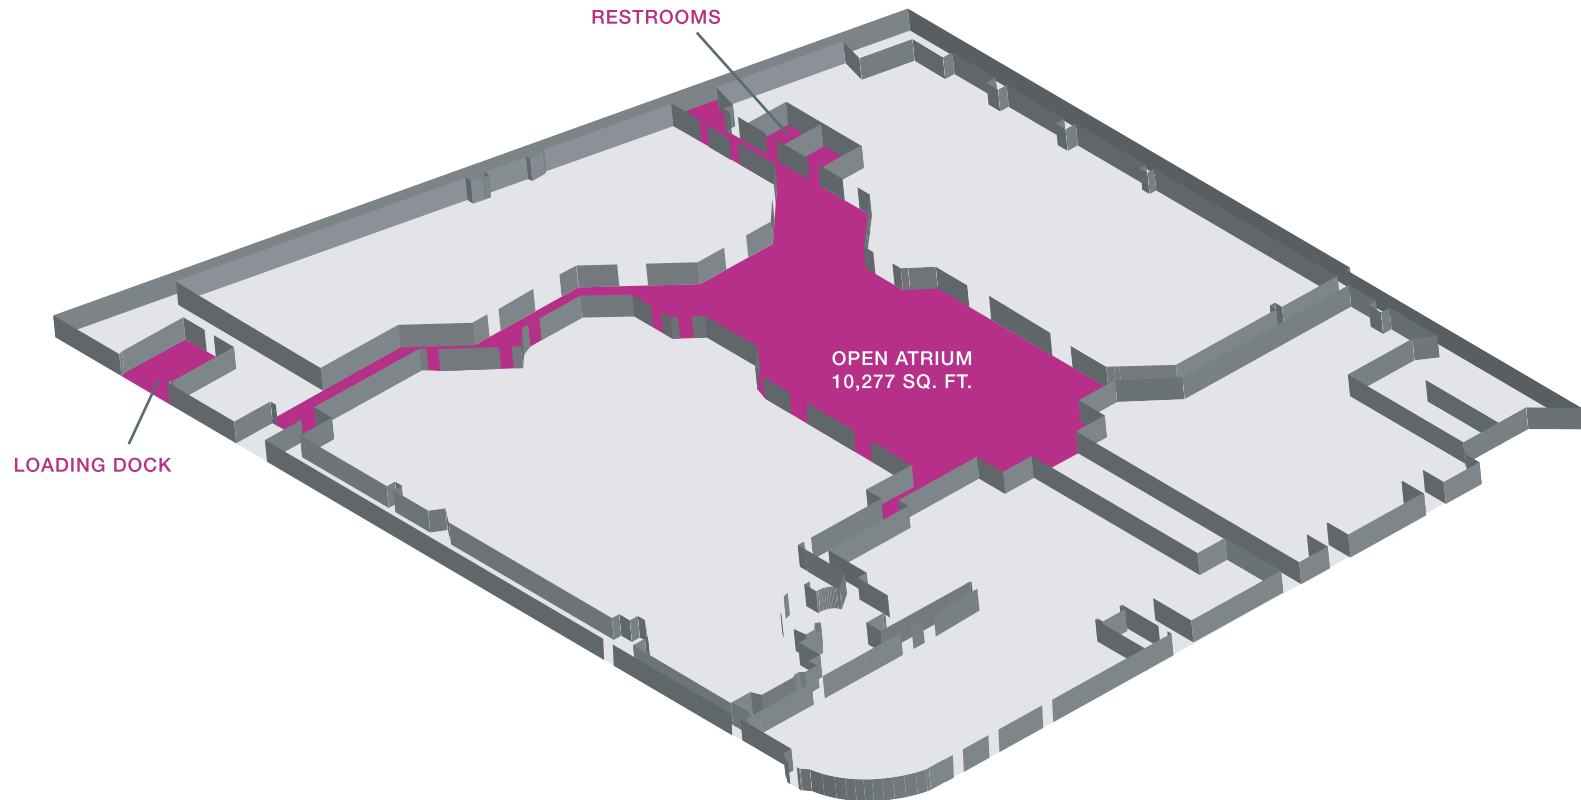 RESTROOMS
OPEN ATRIUM
10,277 SQ. FT.
LOADING DOCK